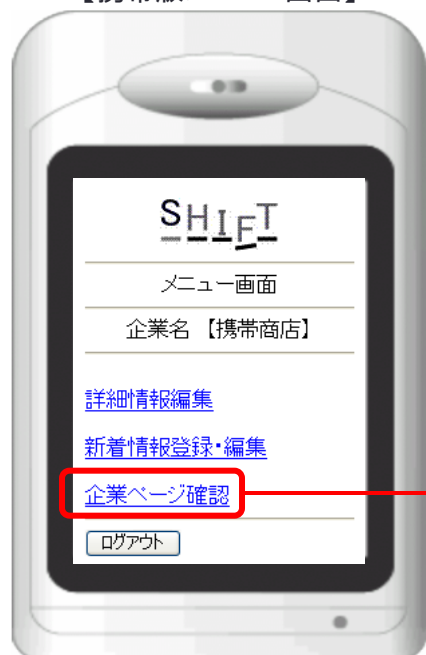 SHIFT
メニュー画面
企業名 【携帯商店】
詳細情報編集
新着情報登録・編集
企業ページ確認
ログアウト